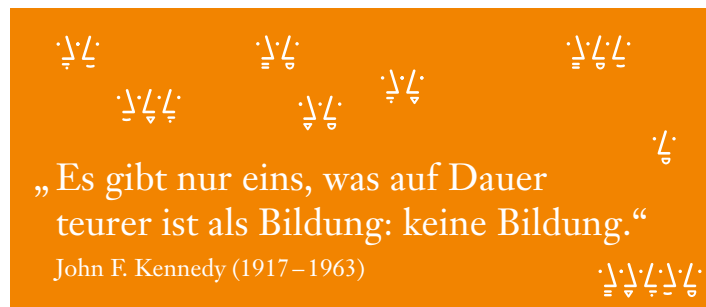 „Es gibt nur eins, was auf Dauer
teurer ist als Bildung: keine Bildung.“
John F. Kennedy (1917–1963)